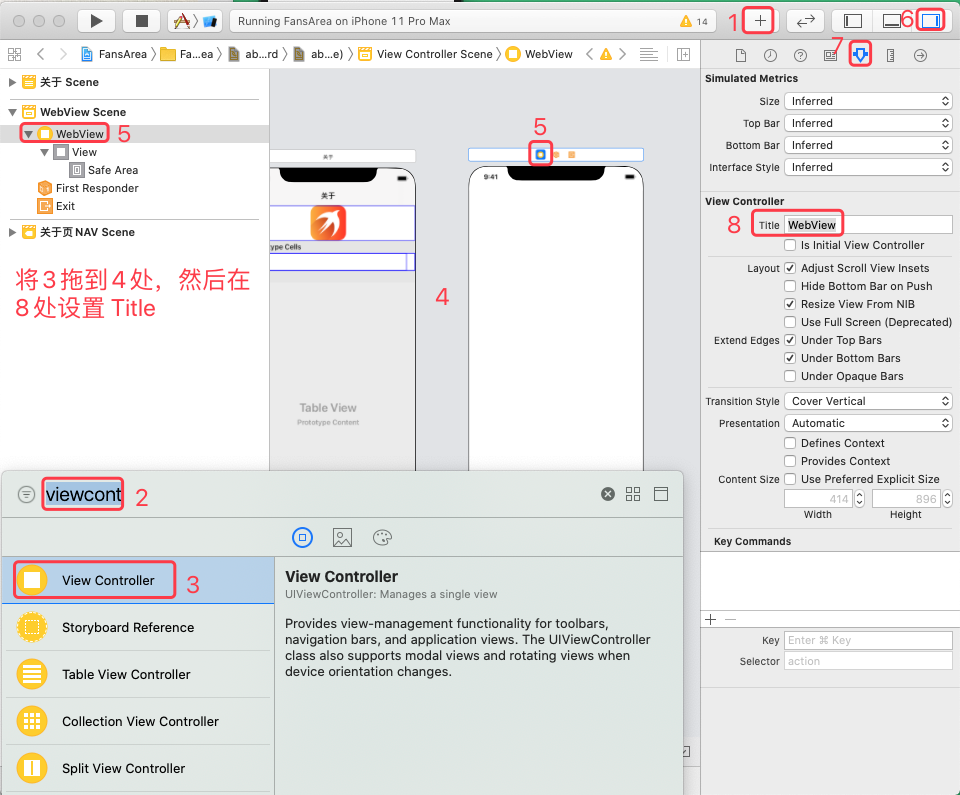 Running FansArea on iPhone 11 Pro Max
14
1
6
FansArea
Fa...ea
ab...rd
ab...e)
View Controller Scene
WebView
7
关于 Scene
WebView Scene
WebView
5
View
Safe Area
First Responder
Exit
关于页 NAV Scene
将3拖到4处，然后在
8处设置 Title
关于
关于
ype Cells
Table View
Prototype Content
4
5
9:41
Simulated Metrics
Size Inferred
Top Bar Inferred
Bottom Bar Inferred
Interface Style Inferred
View Controller
8
Title WebView
Is Initial View Controller
Layout Adjust Scroll View Insets
Hide Bottom Bar on Push
Resize View From NIB
Use Full Screen (Deprecated)
Extend Edges Under Top Bars
Under Bottom Bars
Under Opaque Bars
Transition Style Cover Vertical
Presentation Automatic
Defines Context
Provides Context
Content Size Use Preferred Explicit Size
414 896
Width Height
Key Commands
Key Enter ⌘ Key
Selector action
viewcont
2
View Controller
3
Storyboard Reference
Table View Controller
Collection View Controller
Split View Controller
View Controller
UIViewController: Manages a single view
Provides view-management functionality for toolbars,
navigation bars, and application views. The UIViewController
class also supports modal views and rotating views when
device orientation changes.